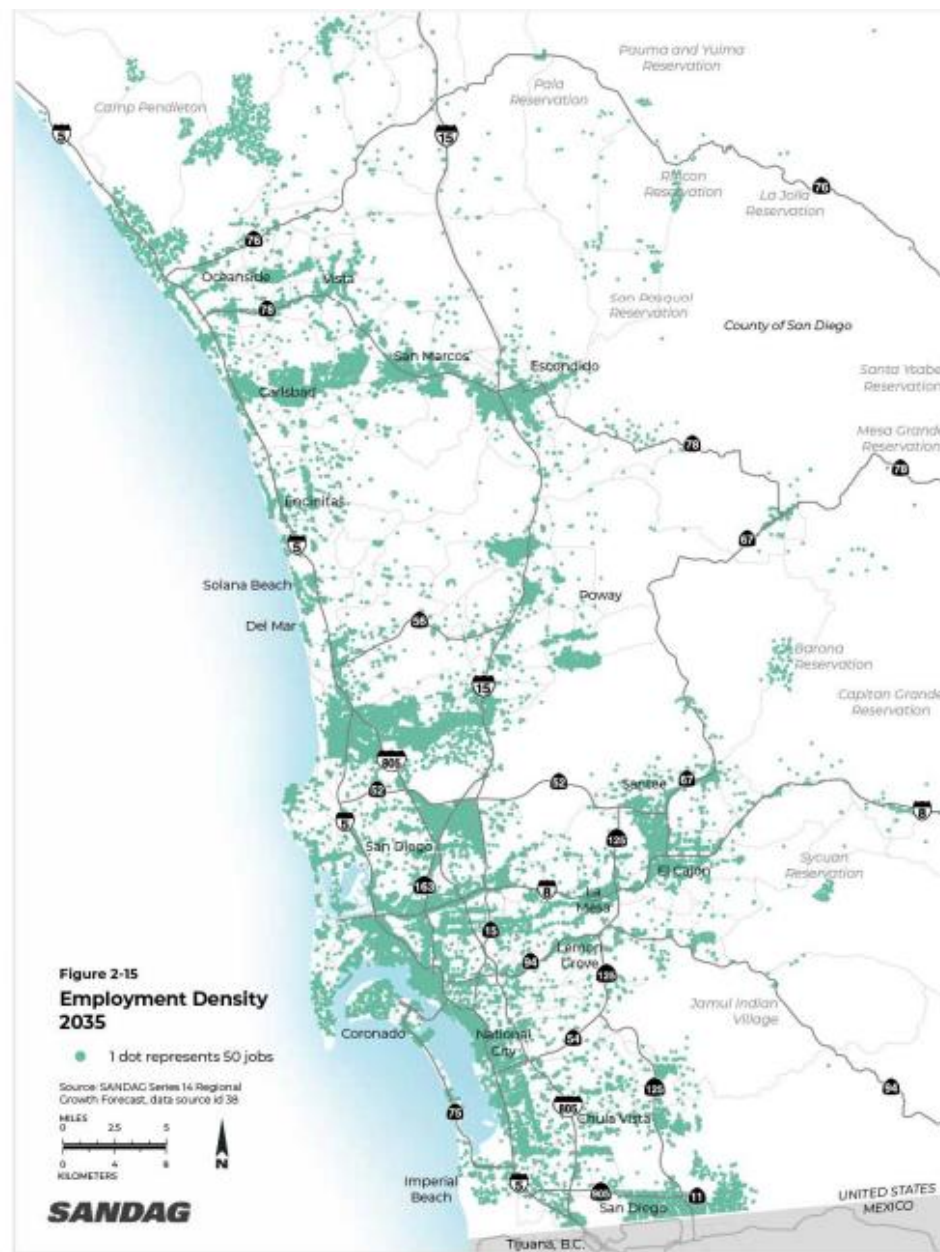 Pauma and Yuima
Reservation
Pala
Reservation
Camp Pendleton
5
15
Rincon
Reservation
La Jolla
Reservation
76
76
Oceanside
Vista
78
San Pasqual
Reservation
County of San Diego
San Marcos
Escondido
Santa Ysabel
Reservation
Carlsbad
Mesa Grande
Reservation
78
78
Encinitas
67
5
Solana Beach
Poway
56
Del Mar
Barona
Reservation
15
Capitan Grande
Reservation
805
52
52
Santee
67
8
5
San Diego
125
El Cajon
Sycuan
Reservation
163
8
La
Mesa
15
94
Lemon
Grove
125
Figure 2-15
Employment Density
2035
Jamul Indian
Village
1 dot represents 50 jobs
Coronado
National
City
54
Source: SANDAG Series 14 Regional
Growth Forecast, data source id 38
125
94
MILES
0 2.5 5
75
805
Chula Vista
0 4 6
KILOMETERS
N
Imperial
Beach
5
905
11
San Diego
UNITED STATES
MEXICO
SANDAG
Tijuana, B.C.